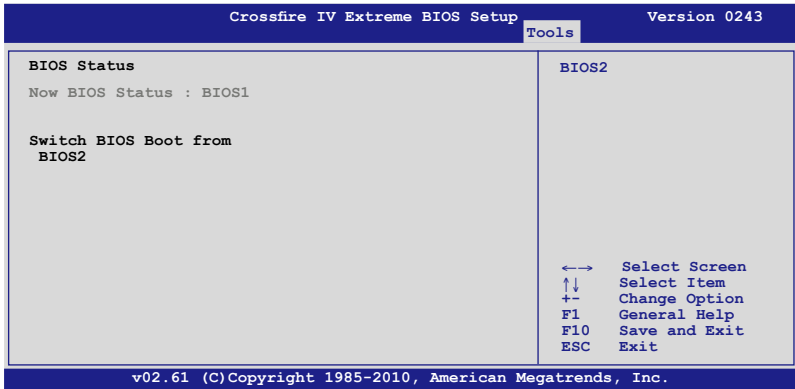 Crossfire IV Extreme BIOS Setup Version 0243
Tools
BIOS Status
Now BIOS Status : BIOS1
Switch BIOS Boot from
BIOS2
BIOS2
←→ Select Screen
↑↓ Select Item
+- Change Option
F1 General Help
F10 Save and Exit
ESC Exit
v02.61 (C)Copyright 1985-2010, American Megatrends, Inc.